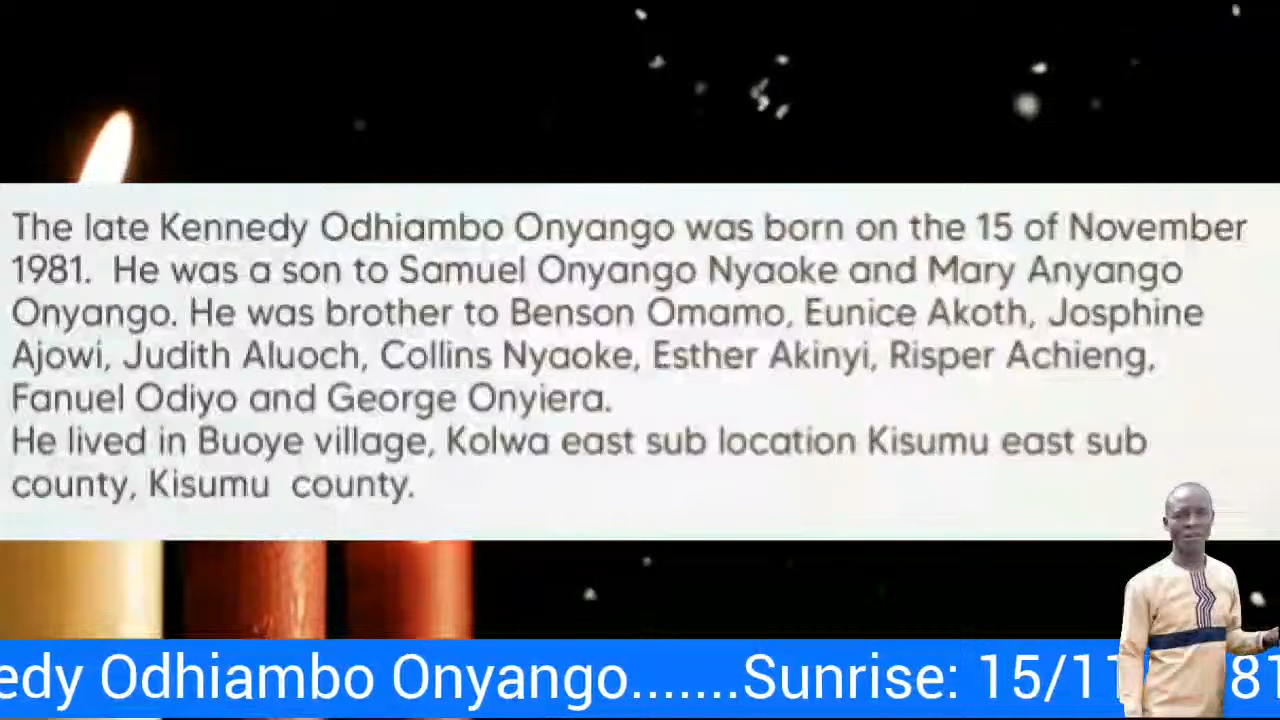 The late Kennedy Odhiambo Onyango was born on the 15 of November
1981.  He was a son to Samuel Onyango Nyaoke and Mary Anyango
Onyango. He was brother to Benson Omamo, Eunice Akoth, Josphine
Ajowi, Judith Aluoch, Collins Nyaoke, Esther Akinyi, Risper Achieng,
Fanuel Odiyo and George Onyiera.
He lived in Buoye village, Kolwa east sub location Kisumu east sub
county, Kisumu  county.
edy Odhiambo Onyango.......Sunrise: 15/11 81